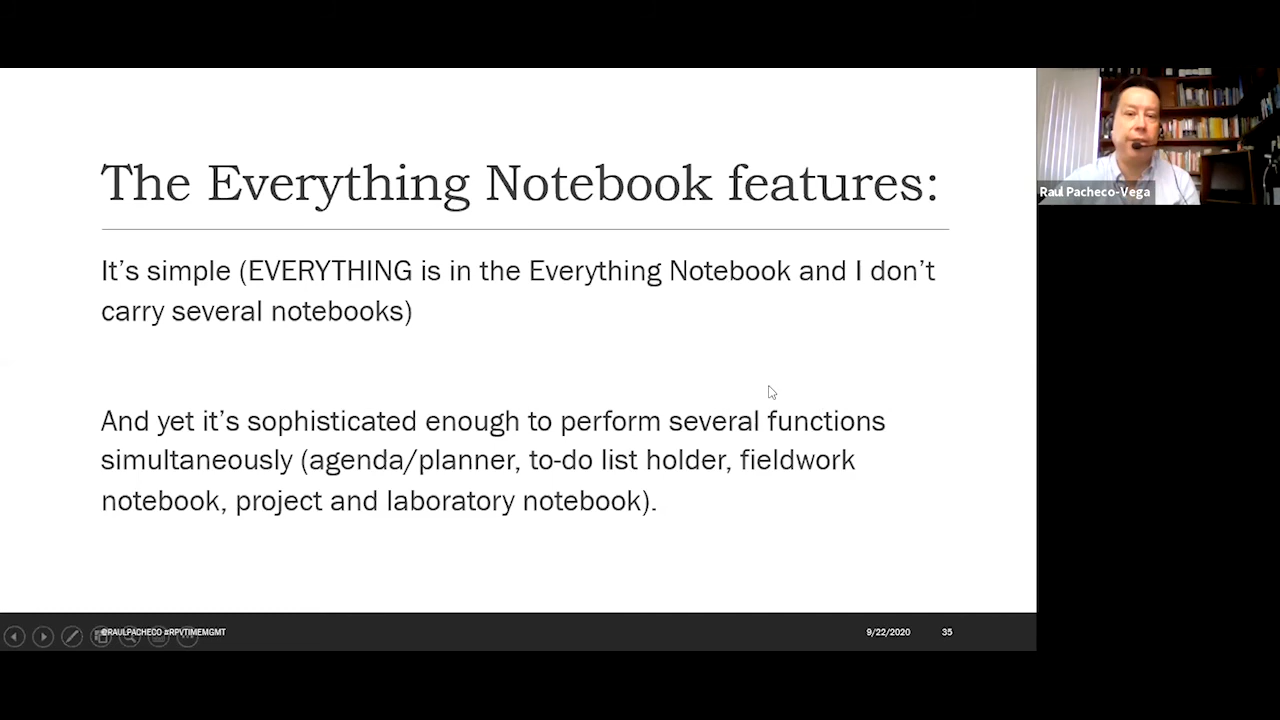 The Everything Notebook features:
It's simple (EVERYTHING is in the Everything Notebook and I don't
carry several notebooks)
And yet it's sophisticated enough to perform several functions
simultaneously (agenda/planner, to-do list holder, fieldwork
notebook, project and laboratory notebook).
@RAULPACHECO #RPVTIMEMGMT
9/22/2020
35
Raul Pacheco-Vega